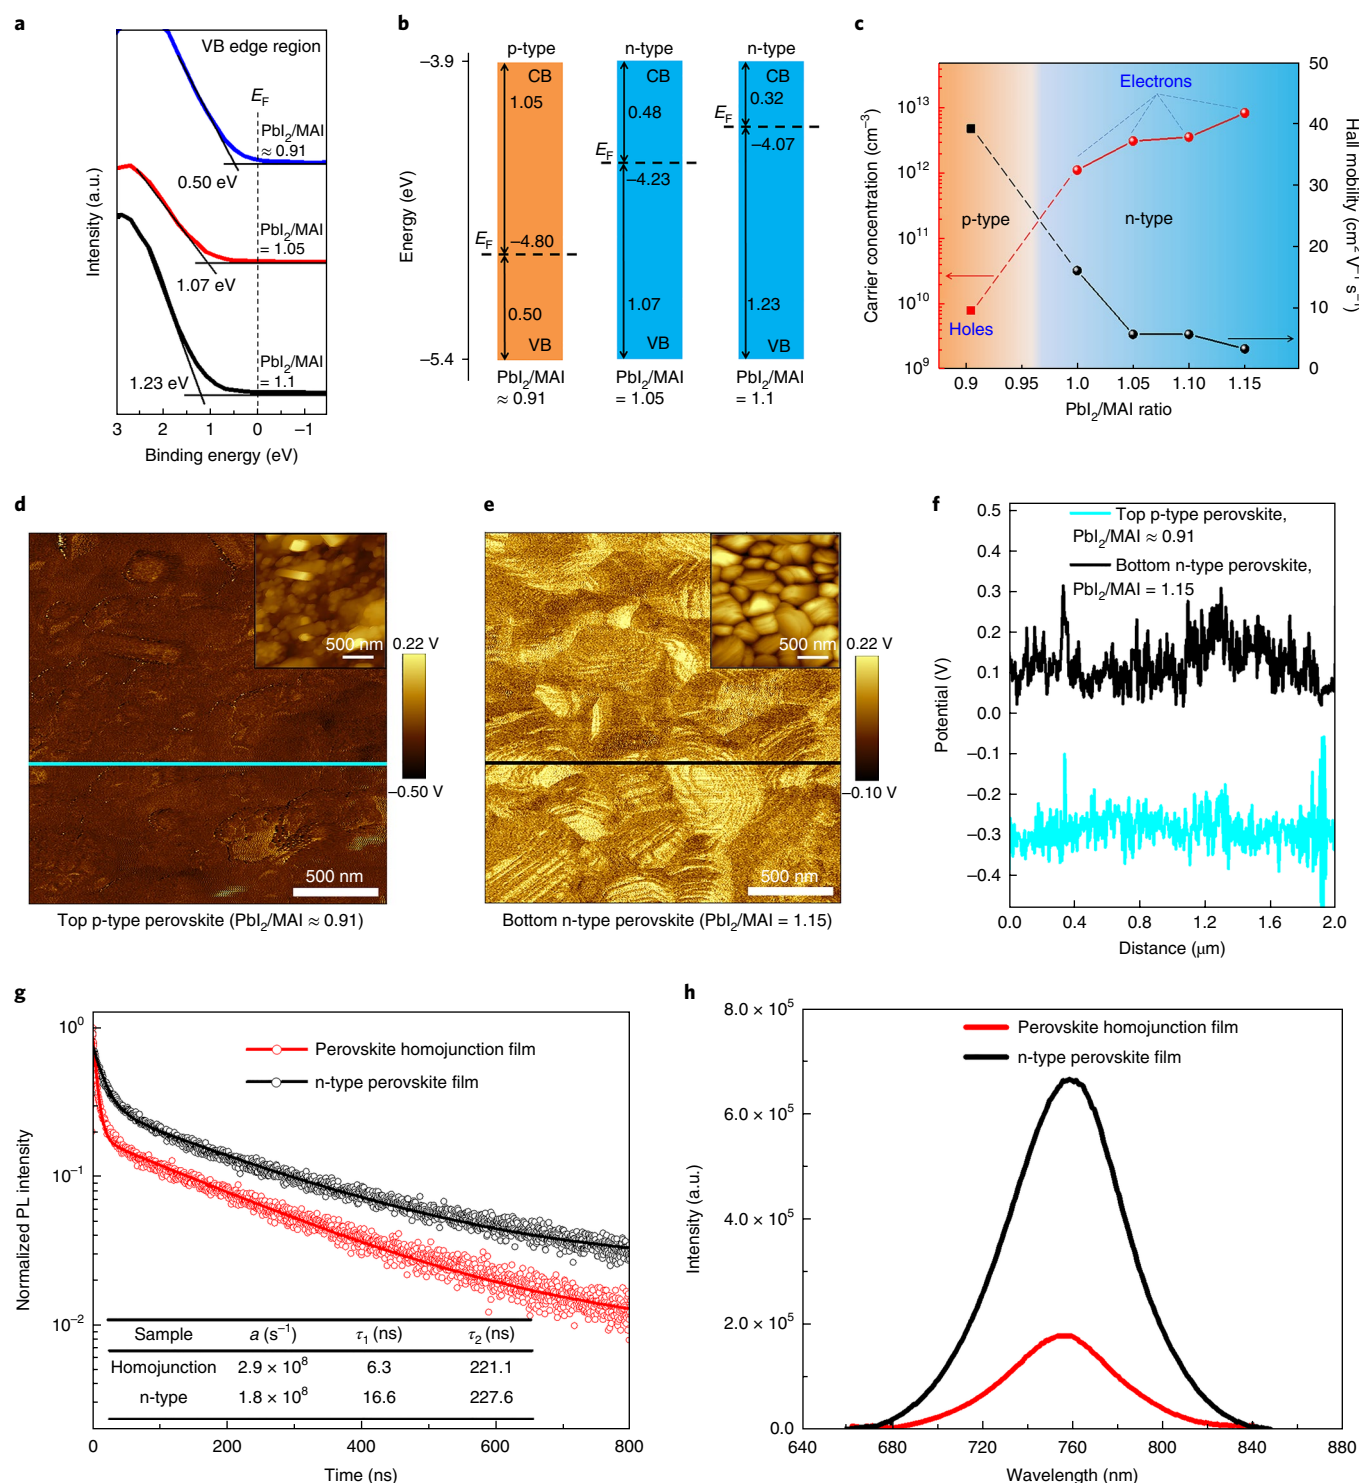 a
VB edge region
E_F
PbI₂/MAI
≈ 0.91
0.50 eV
PbI₂/MAI
= 1.05
1.07 eV
PbI₂/MAI
= 1.1
1.23 eV
Intensity (a.u.)
3 2 1 0 −1
Binding energy (eV)
b
p-type n-type n-type
−3.9
−5.4
Energy (eV)
CB
1.05
E_F
−4.80
0.50
VB
CB
0.48
E_F
−4.23
1.07
VB
CB
0.32
E_F
−4.07
1.23
VB
PbI₂/MAI
≈ 0.91
PbI₂/MAI
= 1.05
PbI₂/MAI
= 1.1
c
Electrons
p-type
n-type
Holes
Carrier concentration (cm⁻³)
10¹³
10¹²
10¹¹
10¹⁰
10⁹
50
40
30
20
10
0
Hall mobility (cm² V⁻¹ s⁻¹)
0.9 0.95 1.0 1.05 1.10 1.15
PbI₂/MAI ratio
d
500 nm
0.22 V
−0.50 V
500 nm
Top p-type perovskite (PbI₂/MAI ≈ 0.91)
e
500 nm
0.22 V
−0.10 V
500 nm
Bottom n-type perovskite (PbI₂/MAI = 1.15)
f
Top p-type perovskite,
PbI₂/MAI ≈ 0.91
Bottom n-type perovskite,
PbI₂/MAI = 1.15
Potential (V)
0.5
0.4
0.3
0.2
0.1
0.0
−0.1
−0.2
−0.3
−0.4
0.0 0.4 0.8 1.2 1.6 2.0
Distance (μm)
g
Perovskite homojunction film
n-type perovskite film
Normalized PL intensity
10⁰
10⁻¹
10⁻²
Sample a (s⁻¹) τ₁ (ns) τ₂ (ns)
Homojunction 2.9 × 10⁸ 6.3 221.1
n-type 1.8 × 10⁸ 16.6 227.6
0 200 400 600 800
Time (ns)
h
Perovskite homojunction film
n-type perovskite film
Intensity (a.u.)
8.0 × 10⁵
6.0 × 10⁵
4.0 × 10⁵
2.0 × 10⁵
0.0
640 680 720 760 800 840 880
Wavelength (nm)